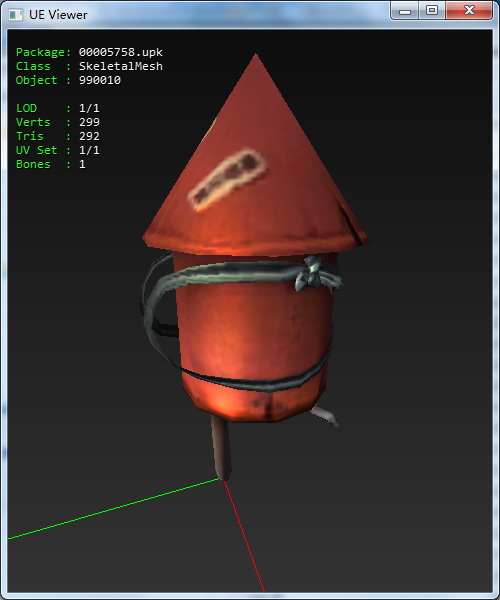 UE Viewer
Package: 00005758.upk
Class : SkeletalMesh
Object : 990010
LOD : 1/1
Verts : 299
Tris : 292
UV Set : 1/1
Bones : 1